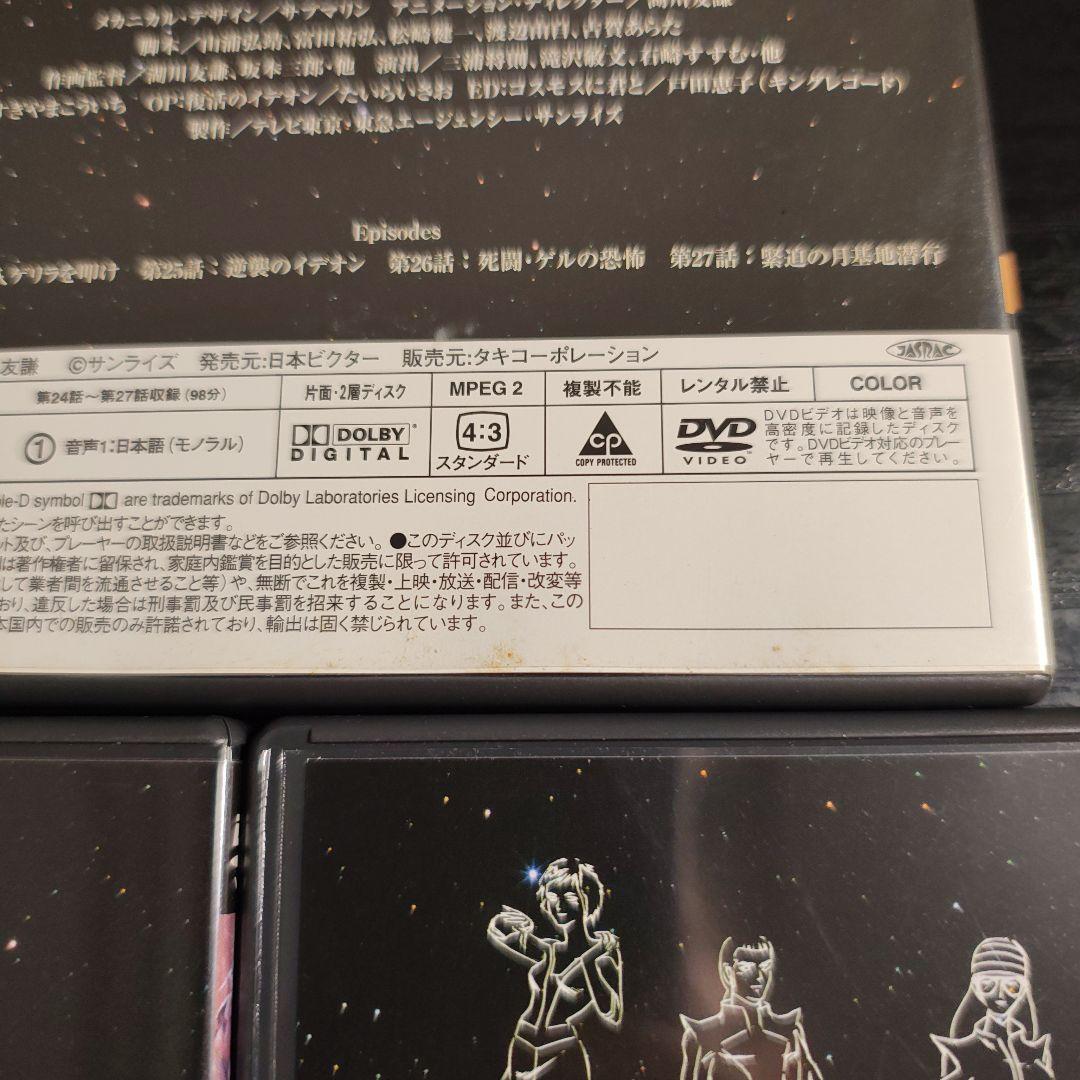 メカニカル・デザイン／サブマリン アニメーション・ディレクター／湖川友謙
脚本／山浦弘靖、富田祐弘、松崎健一、渡辺由自、古賀あらた
作画監督／湖川友謙、坂本三郎・他 演出／三浦将則、滝沢敏文、石崎すすむ・他
すぎやまこういち OP:復活のイデオン／たいらいさお ED:コスモスに君と／戸田恵子（キングレコード）
製作／テレビ東京・東急エージェンシー・サンライズ
Episodes
ゲリラを叩け 第25話：逆襲のイデオン 第26話：死闘・ゲルの恐怖 第27話：緊迫の月基地潜行
友謙 ©サンライズ 発売元:日本ビクター 販売元:タキコーポレーション
JASRAC
第24話〜第27話収録（98分） 片面・2層ディスク MPEG 2 複製不能 レンタル禁止 COLOR
① 音声1:日本語（モノラル） DOLBY DIGITAL 4:3 スタンダード CP COPY PROTECTED DVD VIDEO™
DVDビデオは映像と音声を
高密度に記録したディスク
です。DVDビデオ対応のプレー
ヤーで再生してください。
le-D symbol are trademarks of Dolby Laboratories Licensing Corporation.
たシーンを呼び出すことができます。
ット及び、プレーヤーの取扱説明書などをご参照ください。●このディスク並びにパッ
は著作権者に留保され、家庭内鑑賞を目的とした販売に限って許可されています。
して業者間を流通させること等）や、無断でこれを複製・上映・放送・配信・改変等
おり、違反した場合は刑事罰及び民事罰を招来することになります。また、この
本国内での販売のみ許諾されており、輸出は固く禁じられています。